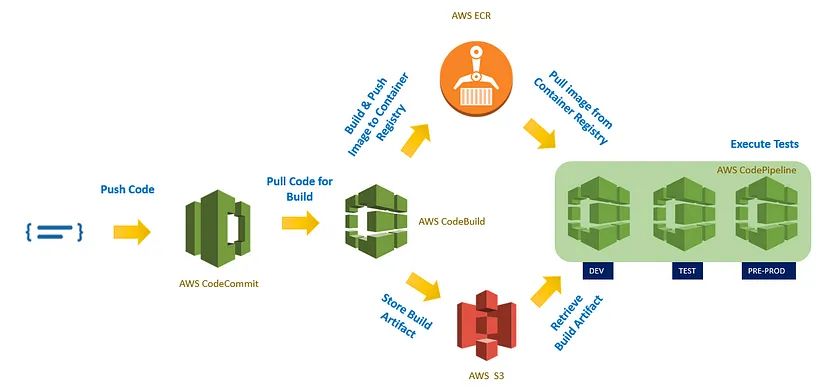 AWS ECR
Build & Push
Image to Container
Registry
Pull image from
Container Registry
Execute Tests
AWS CodePipeline
Push Code
Pull Code for
Build
AWS CodeBuild
AWS CodeCommit
DEV
TEST
PRE-PROD
Store Build
Artifact
Retrieve
Build Artifact
AWS S3